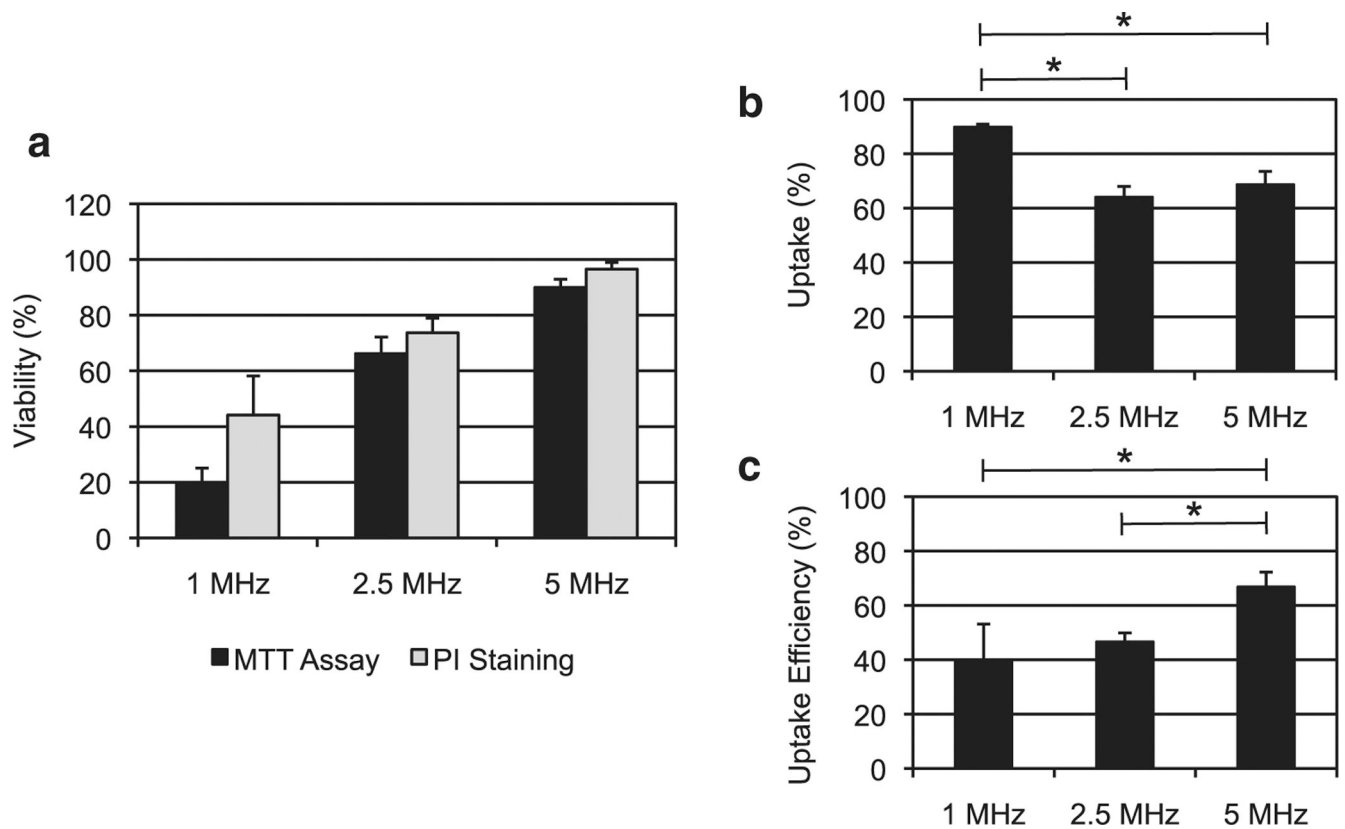 a
Viability (%)
120
100
80
60
40
20
0
1 MHz 2.5 MHz 5 MHz
MTT Assay PI Staining
b
*
*
Uptake (%)
100
80
60
40
20
0
1 MHz 2.5 MHz 5 MHz
c
*
*
Uptake Efficiency (%)
100
80
60
40
20
0
1 MHz 2.5 MHz 5 MHz